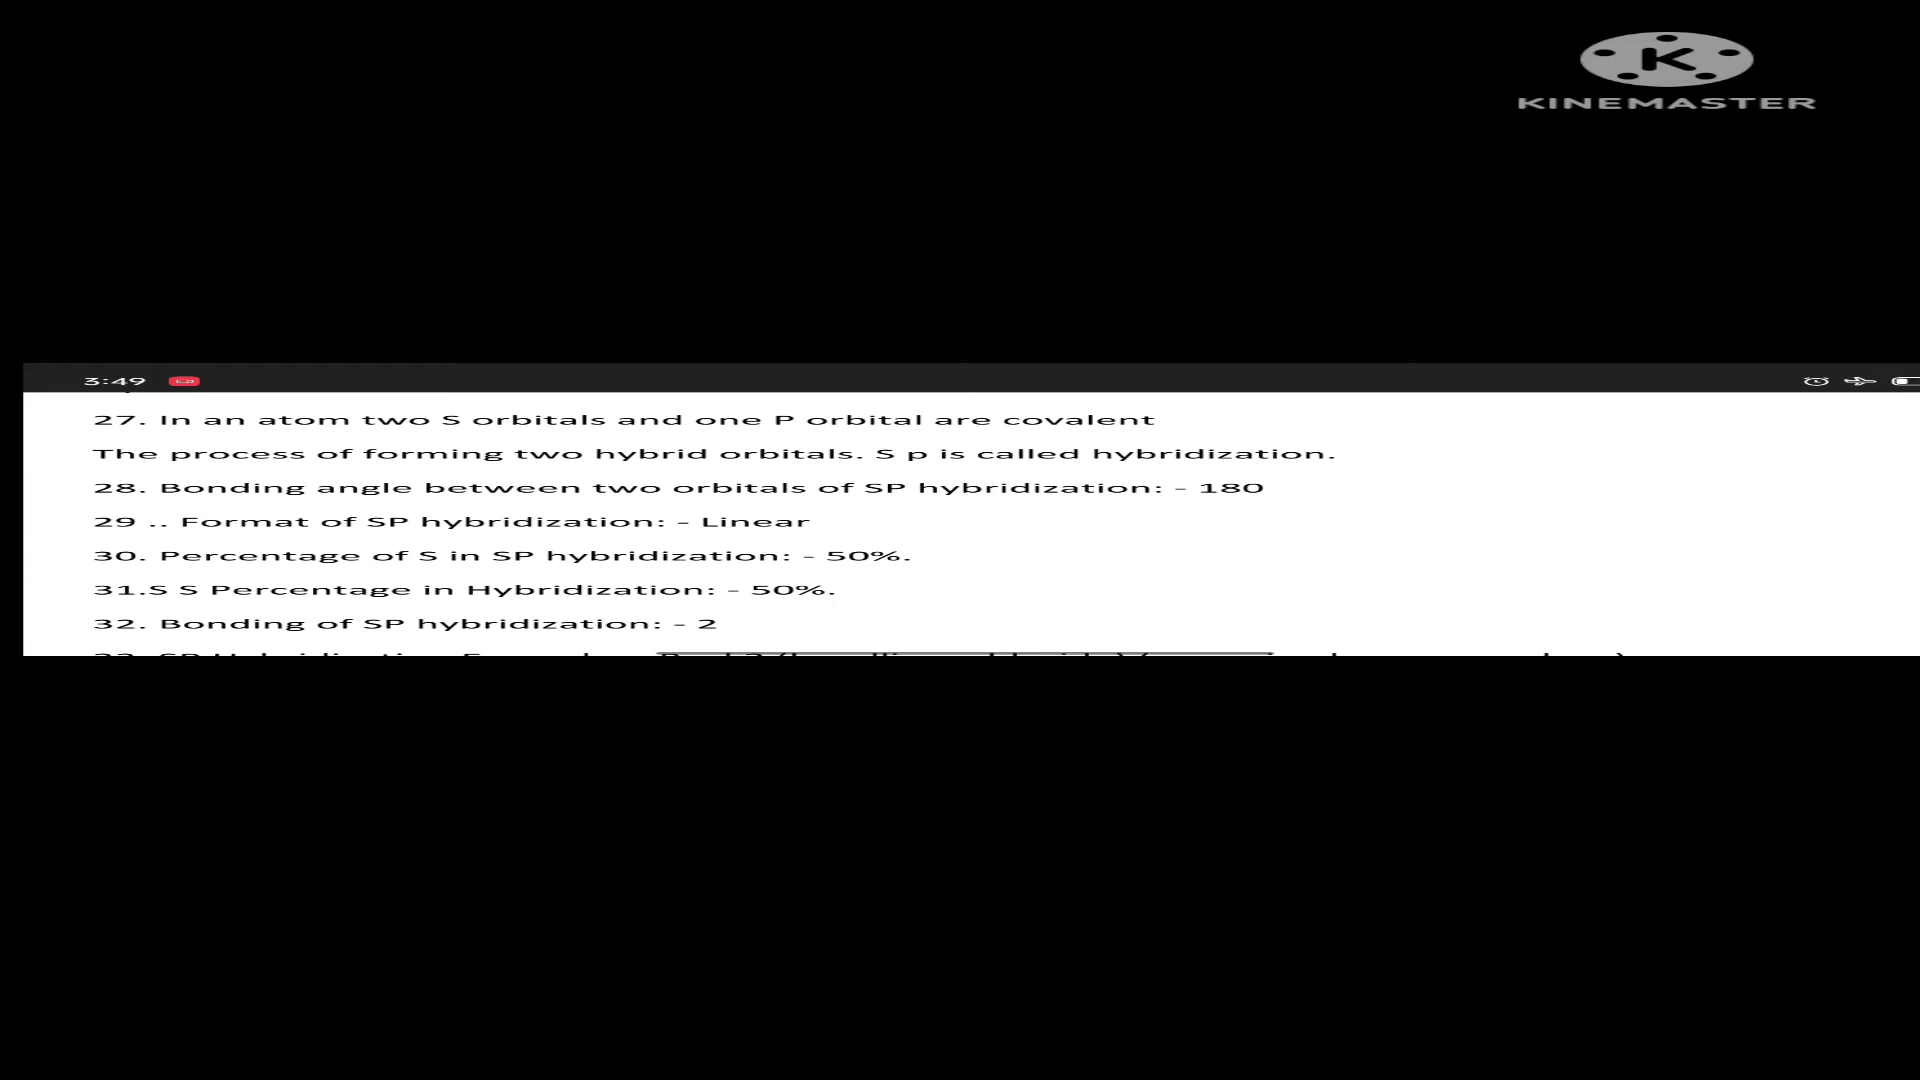 KINEMASTER
3:49
27. In an atom two S orbitals and one P orbital are covalent
The process of forming two hybrid orbitals. S p is called hybridization.
28. Bonding angle between two orbitals of SP hybridization: - 180
29 .. Format of SP hybridization: - Linear
30. Percentage of S in SP hybridization: - 50%.
31.S S Percentage in Hybridization: - 50%.
32. Bonding of SP hybridization: - 2